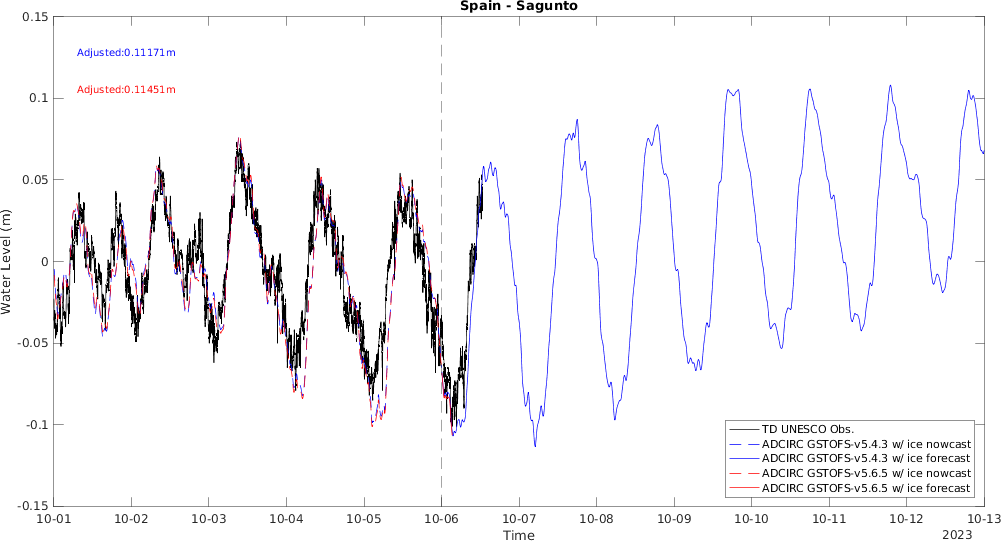 Spain - Sagunto
0.15
0.1
0.05
0
-0.05
-0.1
-0.15
Water Level (m)
Adjusted:0.11171m
Adjusted:0.11451m
TD UNESCO Obs.
ADCIRC GSTOFS-v5.4.3 w/ ice nowcast
ADCIRC GSTOFS-v5.4.3 w/ ice forecast
ADCIRC GSTOFS-v5.6.5 w/ ice nowcast
ADCIRC GSTOFS-v5.6.5 w/ ice forecast
10-01 10-02 10-03 10-04 10-05 10-06 10-07 10-08 10-09 10-10 10-11 10-12 10-13
Time
2023